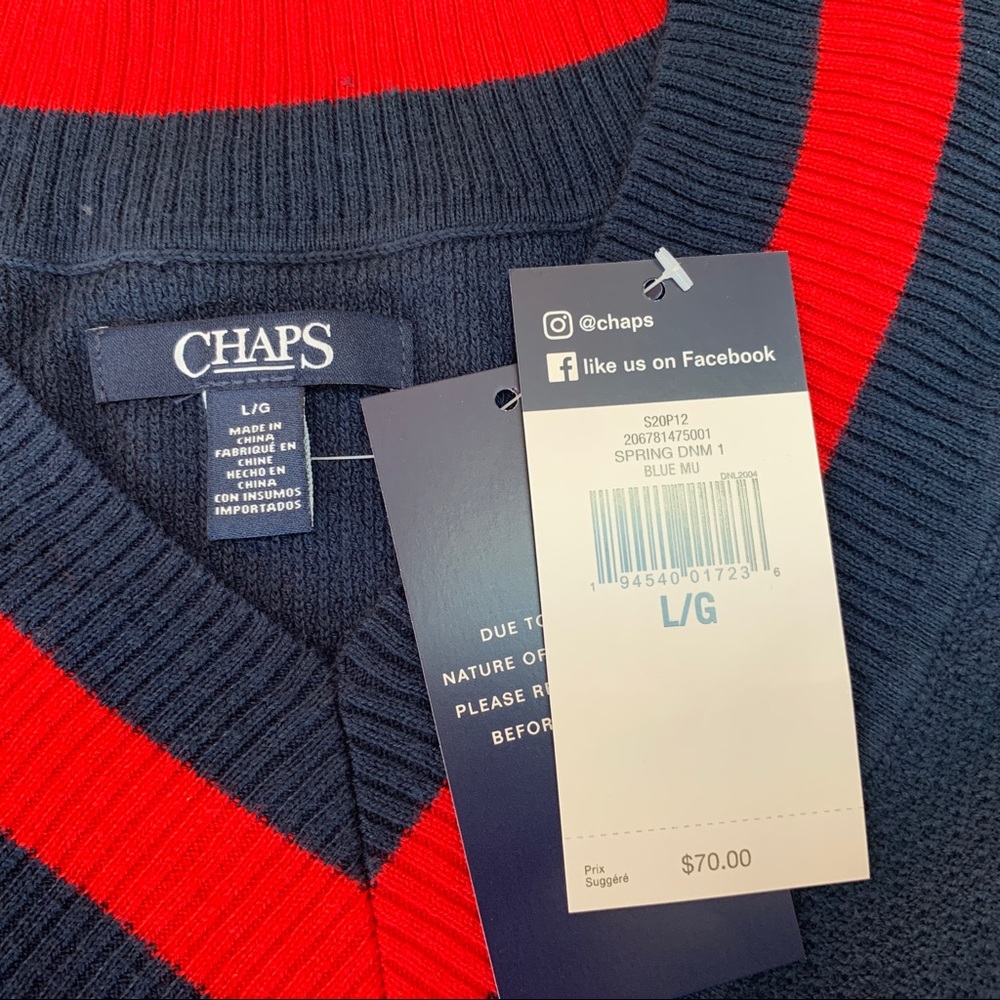 CHAPS
L/G
MADE IN
CHINA
FABRIQUÉ EN
CHINE
HECHO EN
CHINA
CON INSUMOS
IMPORTADOS
DUE TO
NATURE OF
PLEASE
BEFOR
@chaps
like us on Facebook
S20P12
206781475001
SPRING DNM 1
BLUE MU
DNL2004
1 94540 01723 6
L/G
Prix
Suggéré
$70.00